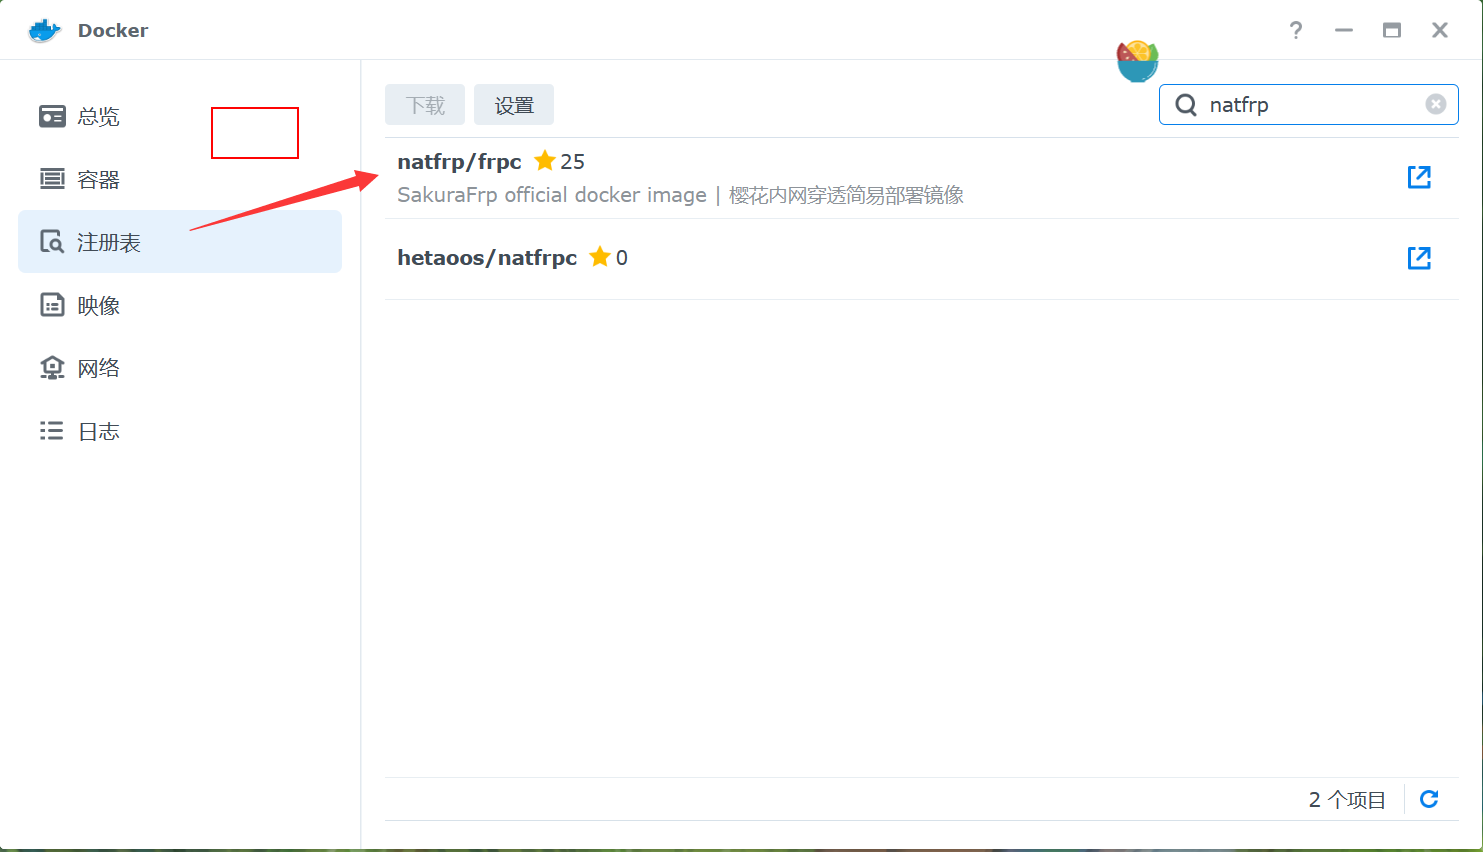 Docker
?
总览
容器
注册表
映像
网络
日志
下载
设置
natfrp
natfrp/frpc 25
SakuraFrp official docker image | 樱花内网穿透简易部署镜像
hetaoos/natfrpc 0
2 个项目